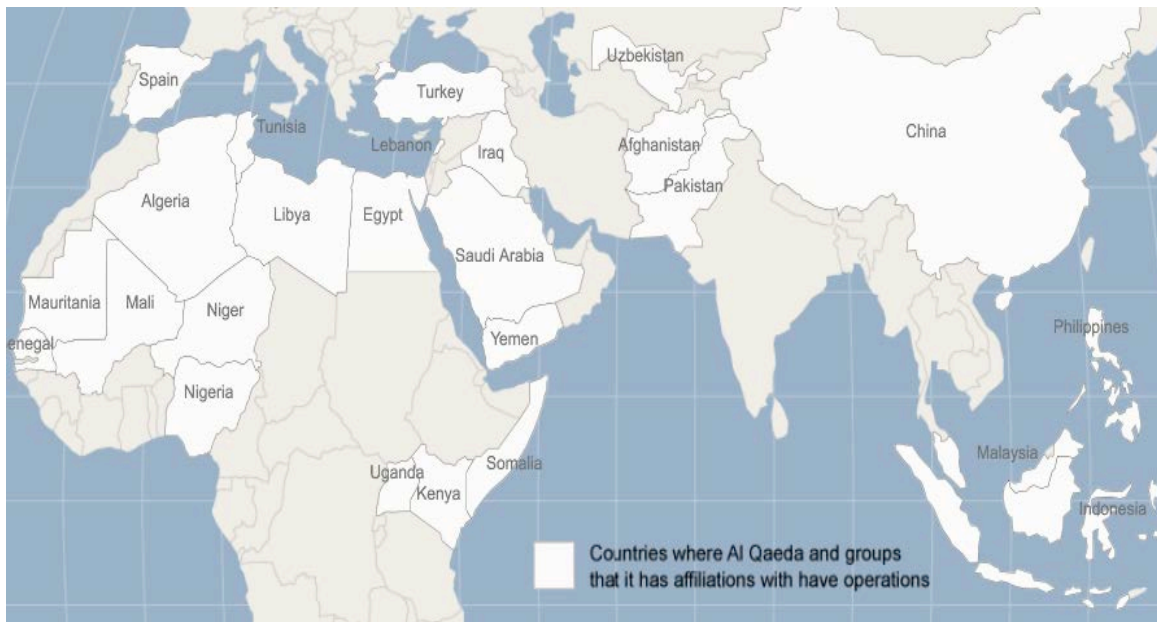 Uzbekistan
Spain
Turkey
Tunisia
China
Lebanon
Iraq
Afghanistan
Pakistan
Algeria
Libya
Egypt
Saudi Arabia
Mauritania
Mali
Niger
Philippines
Yemen
enegal
Nigeria
Malaysia
Somalia
Uganda
Kenya
Indonesia
Countries where Al Qaeda and groups
that it has affiliations with have operations